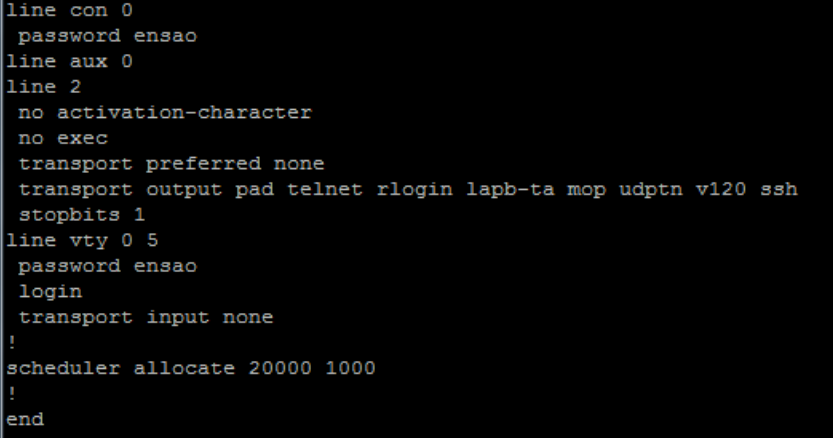 line con 0
 password ensao
line aux 0
line 2
 no activation-character
 no exec
 transport preferred none
 transport output pad telnet rlogin lapb-ta mop udptn v120 ssh
 stopbits 1
line vty 0 5
 password ensao
 login
 transport input none
!
scheduler allocate 20000 1000
!
end